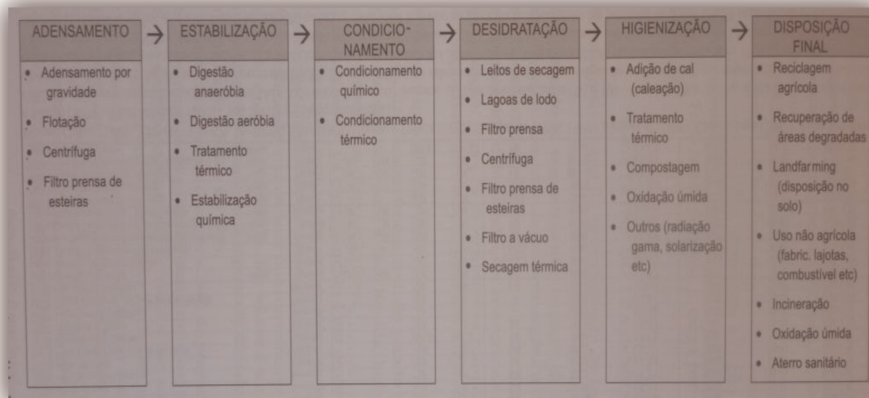 ADENSAMENTO
• Adensamento por
gravidade
• Flotação
• Centrífuga
• Filtro prensa de
esteiras
→
ESTABILIZAÇÃO
• Digestão
anaeróbia
• Digestão aeróbia
• Tratamento
térmico
• Estabilização
química
→
CONDICIO-
NAMENTO
• Condicionamento
químico
• Condicionamento
térmico
→
DESIDRATAÇÃO
• Leitos de secagem
• Lagoas de lodo
• Filtro prensa
• Centrífuga
• Filtro prensa de
esteiras
• Filtro a vácuo
• Secagem térmica
→
HIGIENIZAÇÃO
• Adição de cal
(caleação)
• Tratamento
térmico
• Compostagem
• Oxidação úmida
• Outros (radiação
gama, solarização
etc)
→
DISPOSIÇÃO
FINAL
• Reciclagem
agrícola
• Recuperação de
áreas degradadas
• Landfarming
(disposição no
solo)
• Uso não agrícola
(fabric. lajotas,
combustível etc)
• Incineração
• Oxidação úmida
• Aterro sanitário